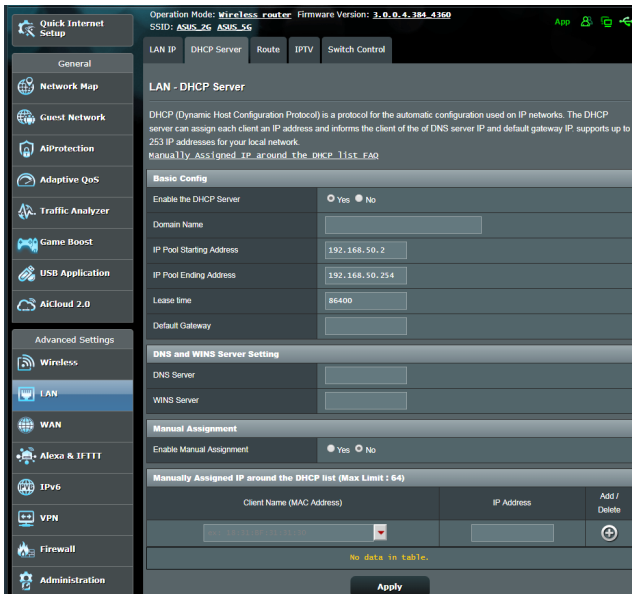 Quick Internet
Setup
General
Network Map
Guest Network
AiProtection
Adaptive QoS
Traffic Analyzer
Game Boost
USB Application
AiCloud 2.0
Advanced Settings
Wireless
LAN
WAN
Alexa & IFTTT
IPv6
VPN
Firewall
Administration
Operation Mode: Wireless router Firmware Version: 3.0.0.4.384_4360
SSID: ASUS_2G ASUS_5G
App
LAN IP DHCP Server Route IPTV Switch Control
LAN - DHCP Server
DHCP (Dynamic Host Configuration Protocol) is a protocol for the automatic configuration used on IP networks. The DHCP
server can assign each client an IP address and informs the client of the of DNS server IP and default gateway IP. supports up to
253 IP addresses for your local network.
Manually Assigned IP around the DHCP list FAQ
Basic Config
Enable the DHCP Server Yes No
Domain Name
IP Pool Starting Address 192.168.50.2
IP Pool Ending Address 192.168.50.254
Lease time 86400
Default Gateway
DNS and WINS Server Setting
DNS Server
WINS Server
Manual Assignment
Enable Manual Assignment Yes No
Manually Assigned IP around the DHCP list (Max Limit : 64)
Client Name (MAC Address) IP Address Add /
Delete
No data in table.
Apply